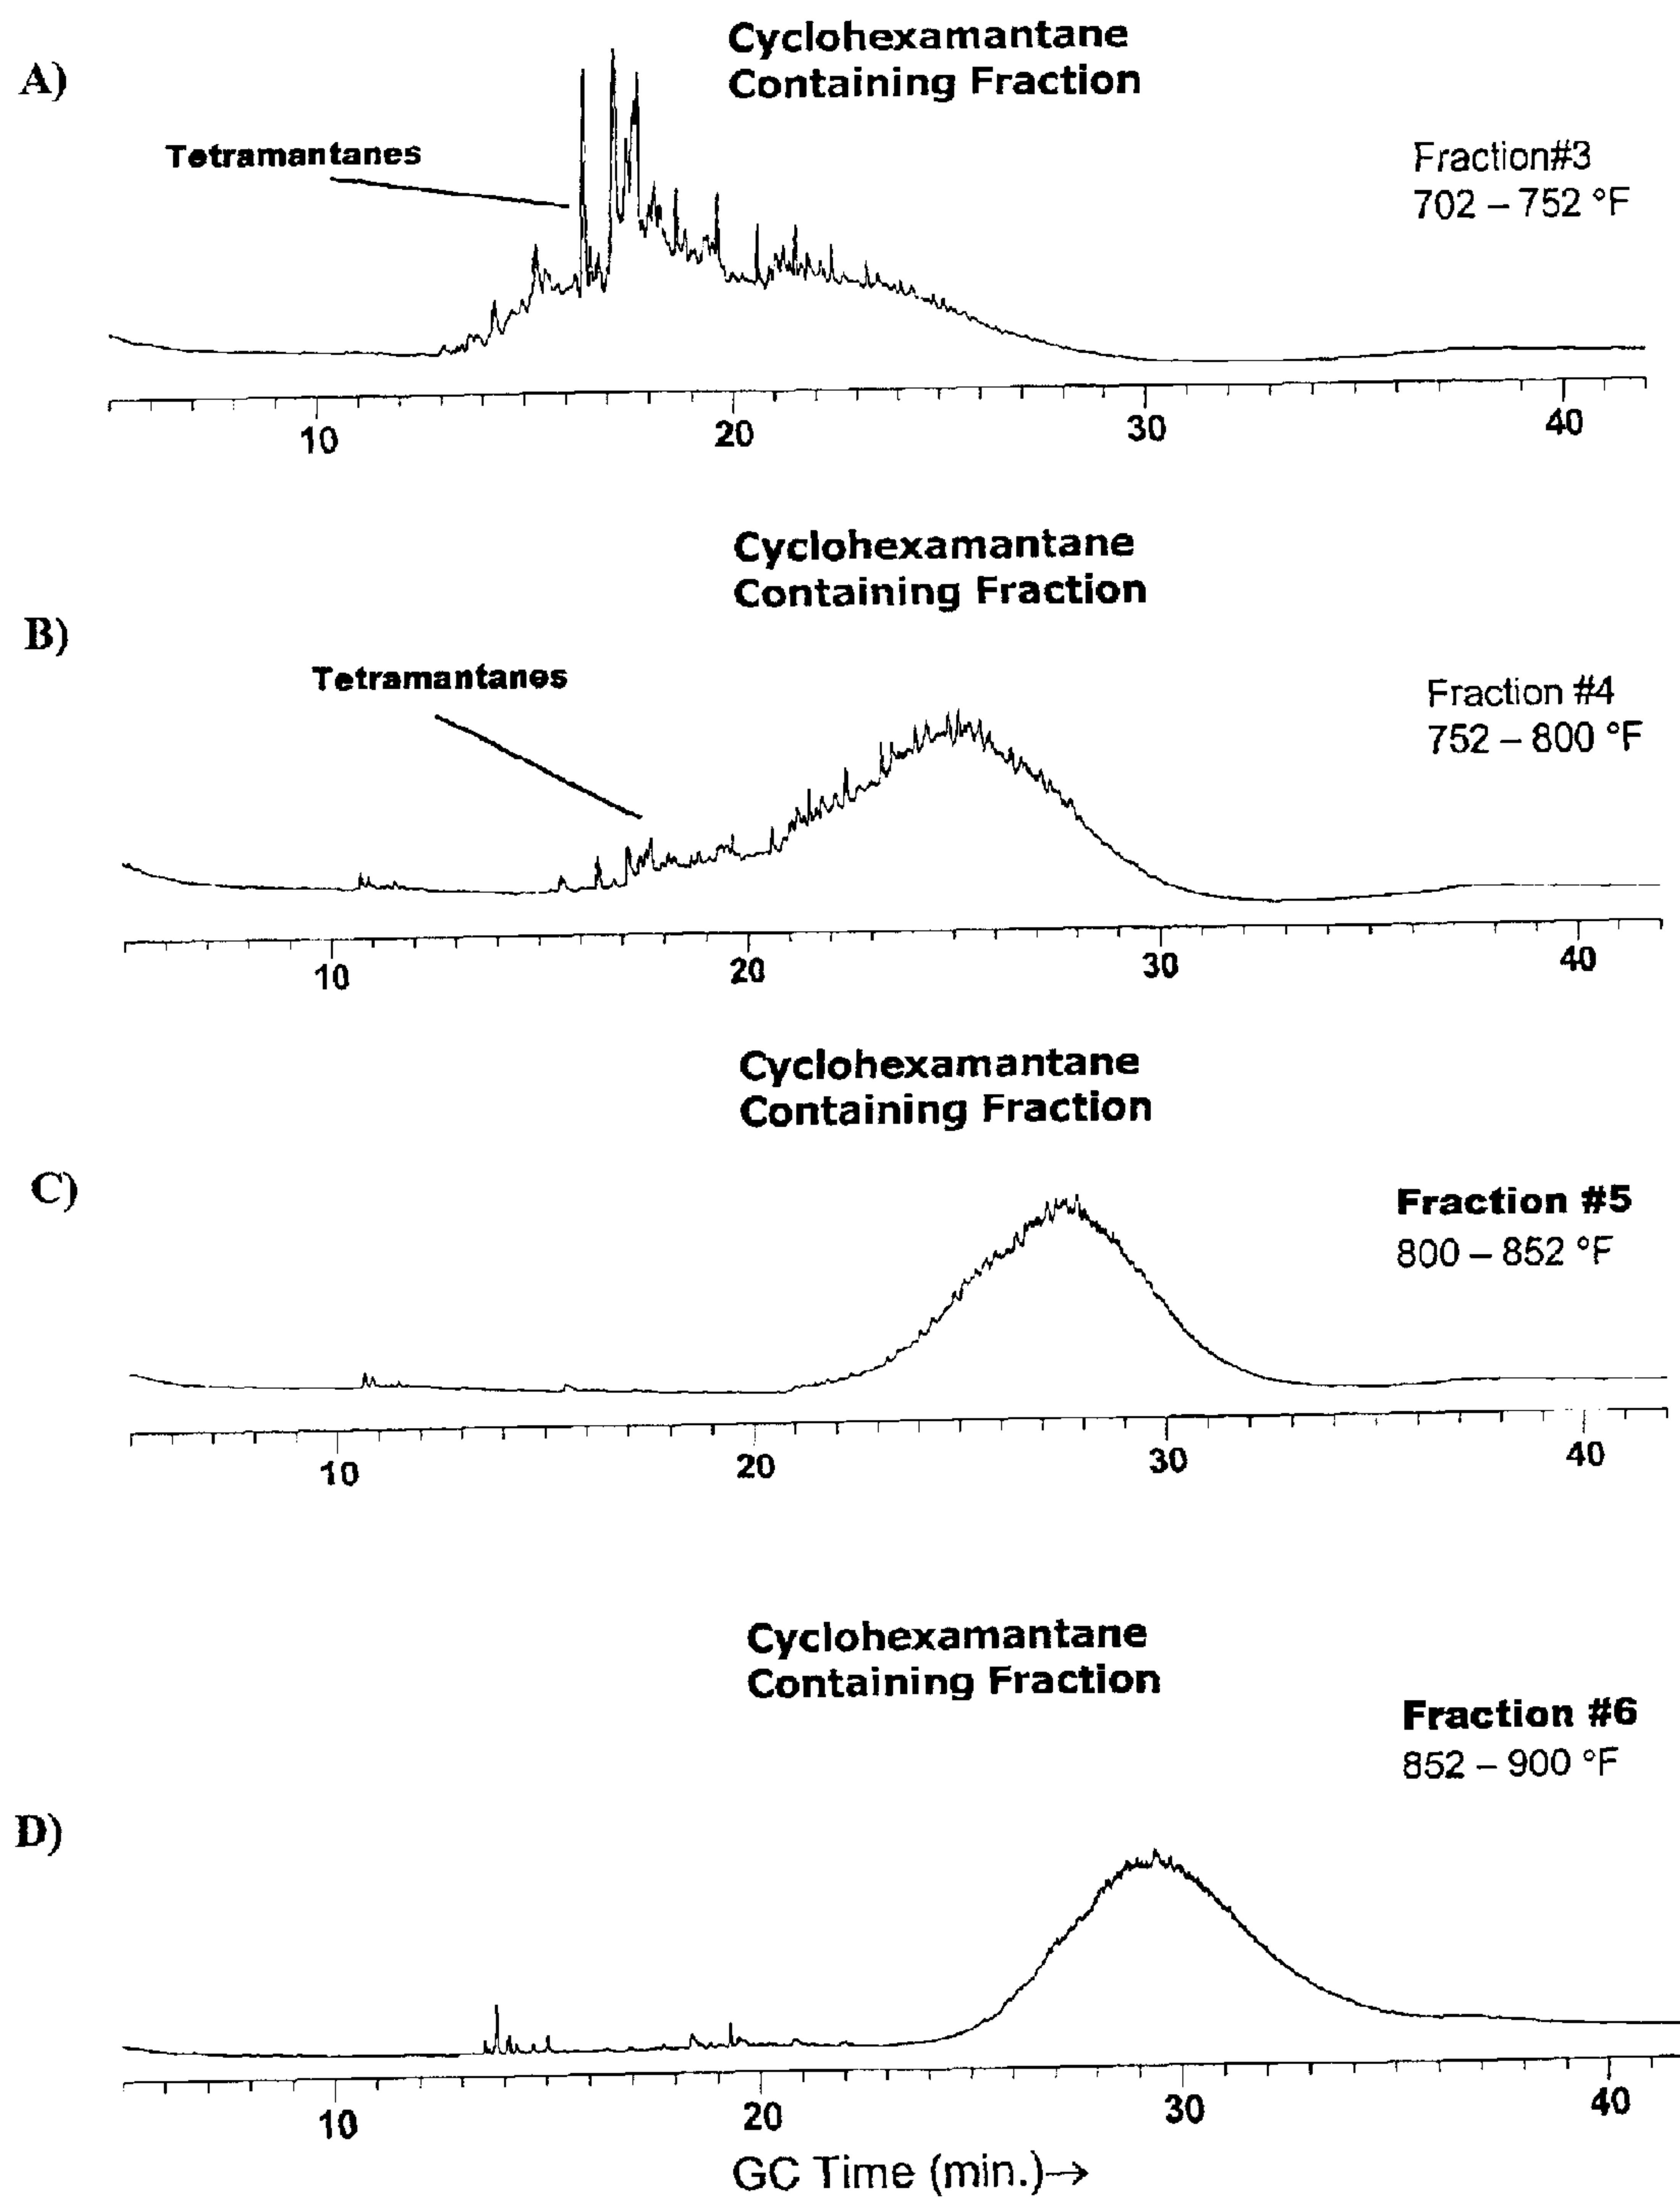 Cyclohexamantane
Containing Fraction
A)
Tetramantanes
Fraction#3
702 – 752 °F
10 20 30 40
Cyclohexamantane
Containing Fraction
B)
Tetramantanes
Fraction #4
752 – 800 °F
10 20 30 40
Cyclohexamantane
Containing Fraction
C)
Fraction #5
800 – 852 °F
10 20 30 40
Cyclohexamantane
Containing Fraction
Fraction #6
852 – 900 °F
D)
10 20 30 40
GC Time (min.)→